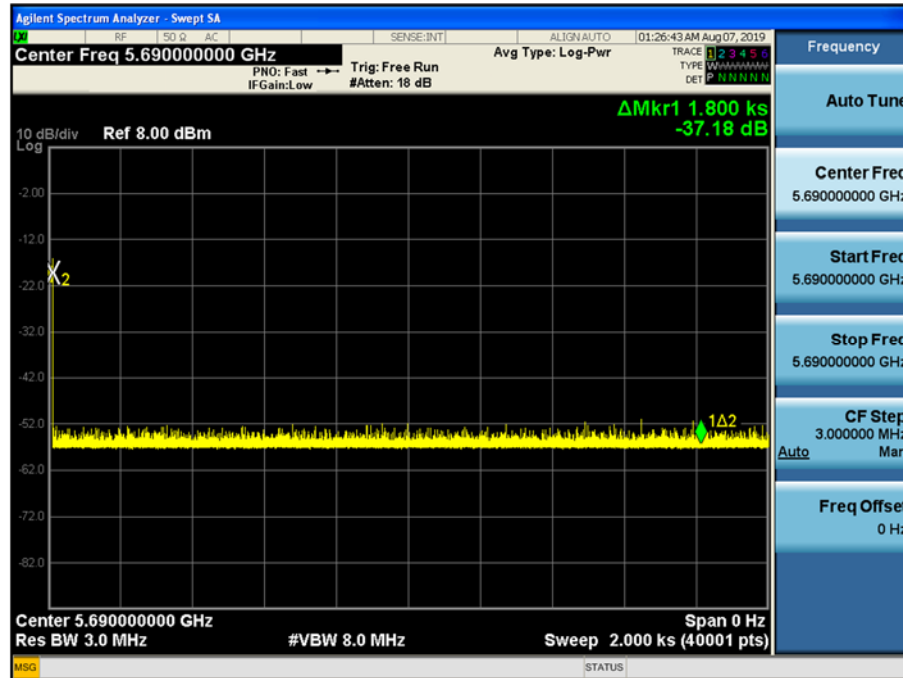 Agilent Spectrum Analyzer - Swept SA
LXI RF 50 Ω AC SENSE:INT ALIGN AUTO 01:26:43 AM Aug 07, 2019
Center Freq 5.690000000 GHz
PNO: Fast
IFGain:Low
Trig: Free Run
#Atten: 18 dB
Avg Type: Log-Pwr
TRACE 1 2 3 4 5 6
TYPE W
DET P N N N N N
ΔMkr1 1.800 ks
-37.18 dB
10 dB/div Ref 8.00 dBm
Log
-2.00
-12.0
-22.0
-32.0
-42.0
-52.0
-62.0
-72.0
-82.0
X2
1Δ2
Center 5.690000000 GHz Span 0 Hz
Res BW 3.0 MHz #VBW 8.0 MHz Sweep 2.000 ks (40001 pts)
MSG STATUS
Frequency
Auto Tune
Center Freq
5.690000000 GHz
Start Freq
5.690000000 GHz
Stop Freq
5.690000000 GHz
CF Step
3.000000 MHz
Auto Man
Freq Offset
0 Hz